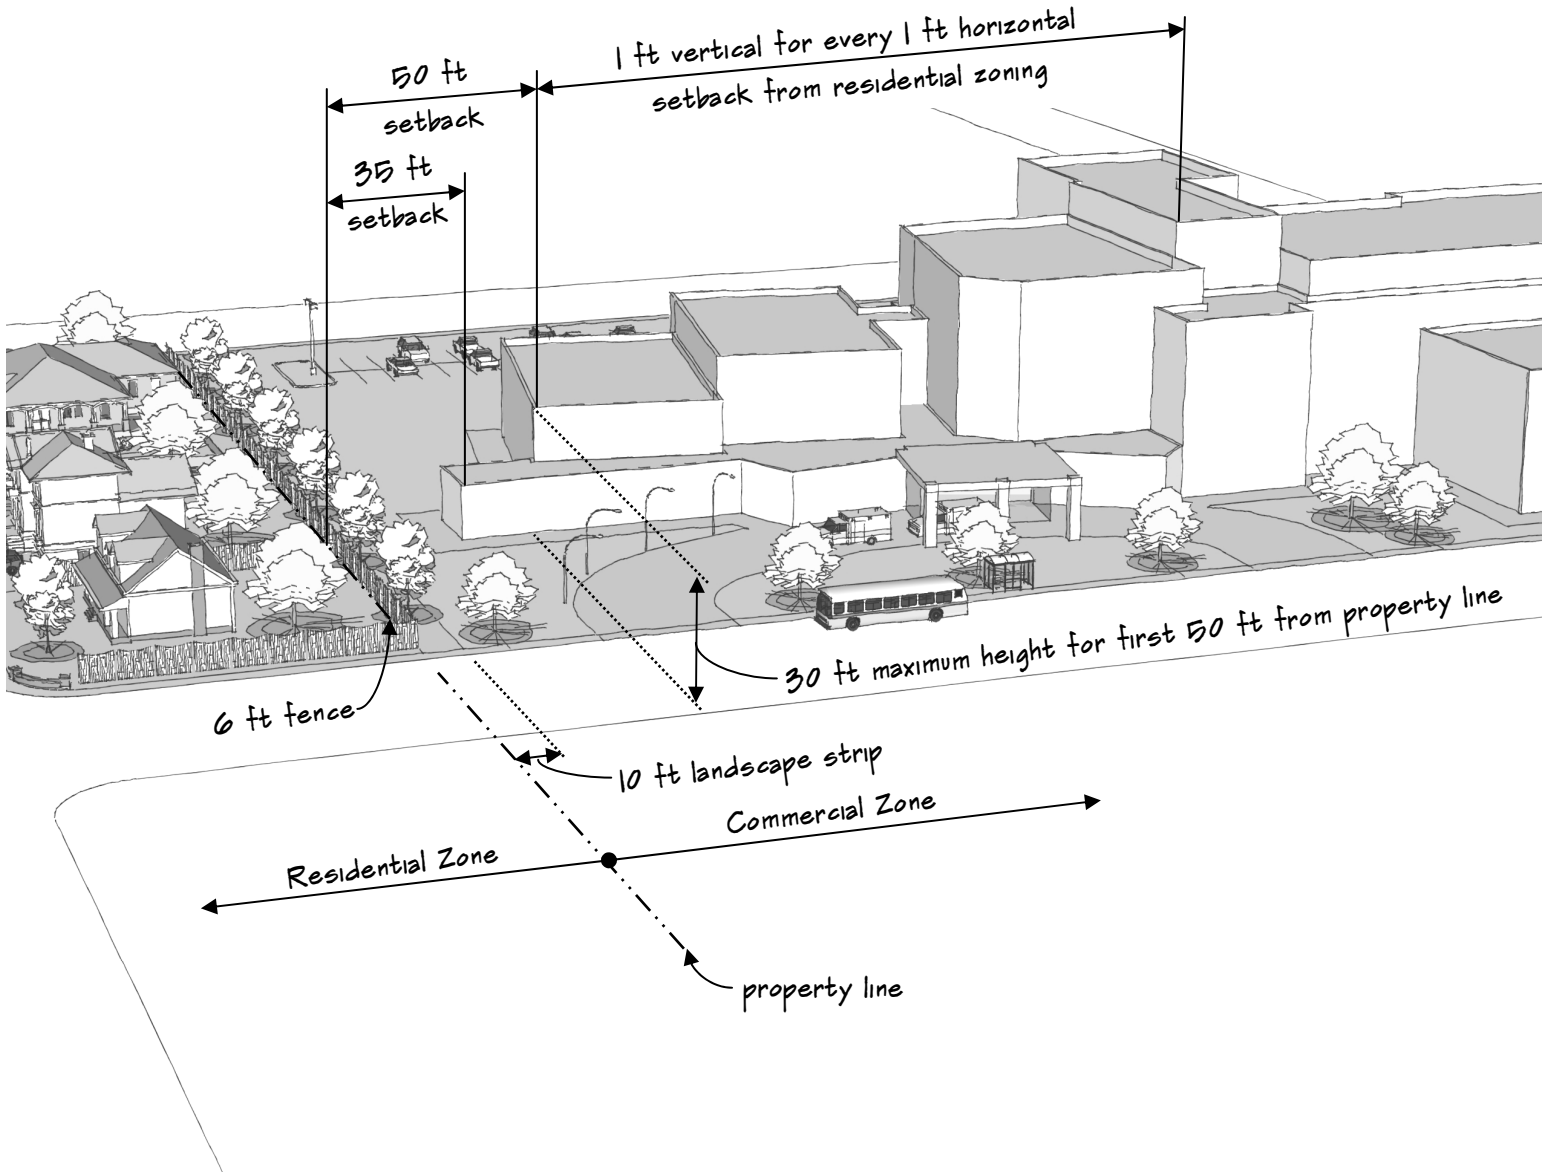 1 ft vertical for every 1 ft horizontal
setback from residential zoning
50 ft
setback
35 ft
setback
30 ft maximum height for first 50 ft from property line
6 ft fence
10 ft landscape strip
Commercial Zone
Residential Zone
property line